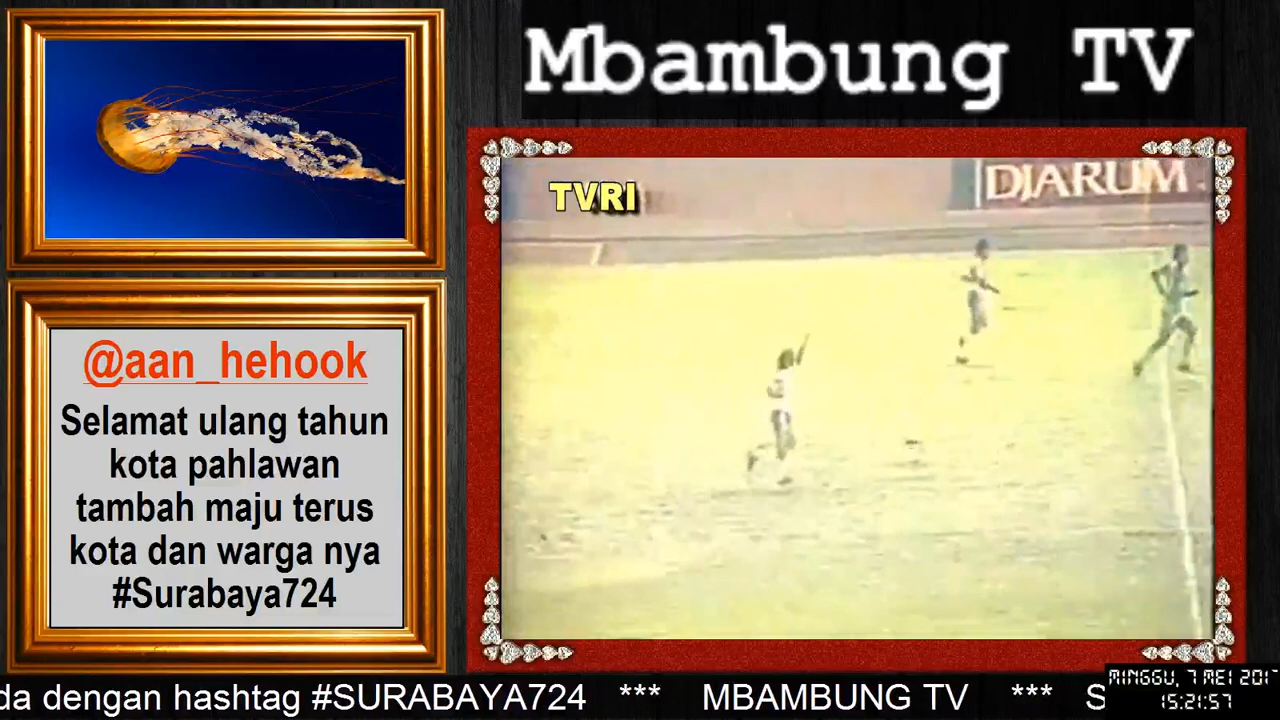 Mbambung TV
TVRI
DJARUM
@aan_hehook
Selamat ulang tahun
kota pahlawan
tambah maju terus
kota dan warga nya
#Surabaya724
da dengan hashtag #SURABAYA724 *** MBAMBUNG TV *** S
MINGGU, 7 MEI 2017
15:21:57